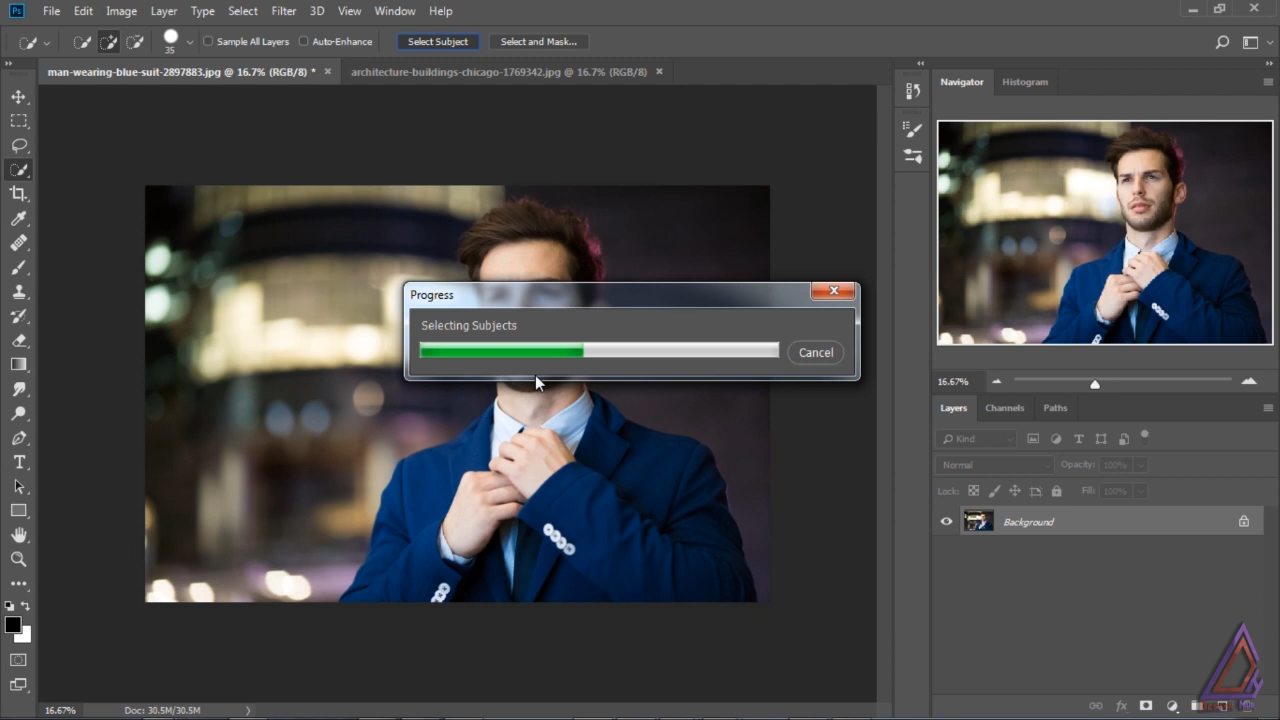 Ps File Edit Image Layer Type Select Filter 3D View Window Help
35 Sample All Layers Auto-Enhance Select Subject Select and Mask...
man-wearing-blue-suit-2897883.jpg @ 16.7% (RGB/8) * × architecture-buildings-chicago-1769342.jpg @ 16.7% (RGB/8) ×
Navigator Histogram
Progress
Selecting Subjects
Cancel
16.67%
Layers Channels Paths
Kind
Normal Opacity: 100%
Lock: Fill: 100%
Background
16.67% Doc: 30.5M/30.5M
fx